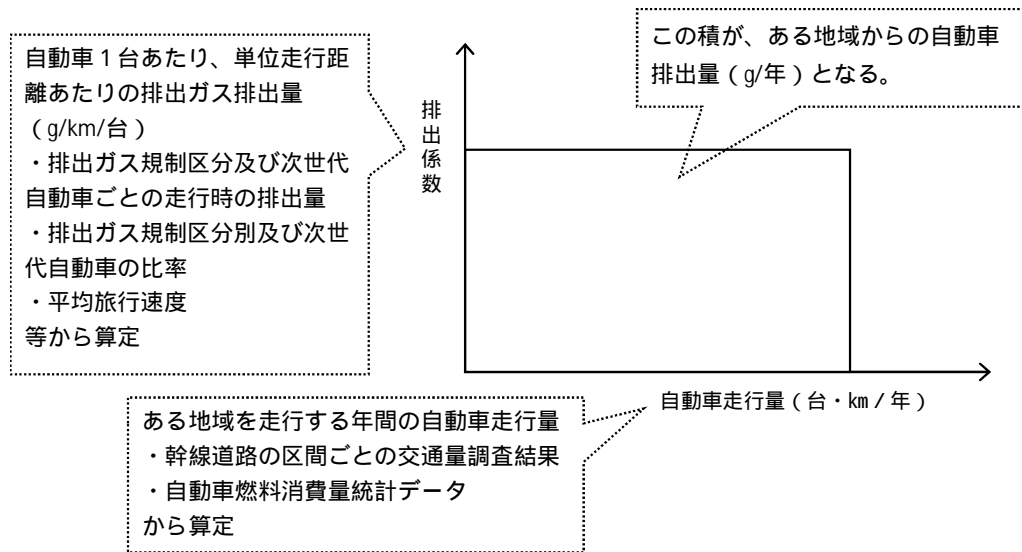 自動車１台あたり、単位走行距
離あたりの排出ガス排出量
（g/km/台）
・排出ガス規制区分及び次世代
自動車ごとの走行時の排出量
・排出ガス規制区分別及び次世
代自動車の比率
・平均旅行速度
等から算定
排出係数
この積が、ある地域からの自動車
排出量（g/年）となる。
自動車走行量（台・km／年）
ある地域を走行する年間の自動車走行量
・幹線道路の区間ごとの交通量調査結果
・自動車燃料消費量統計データ
から算定